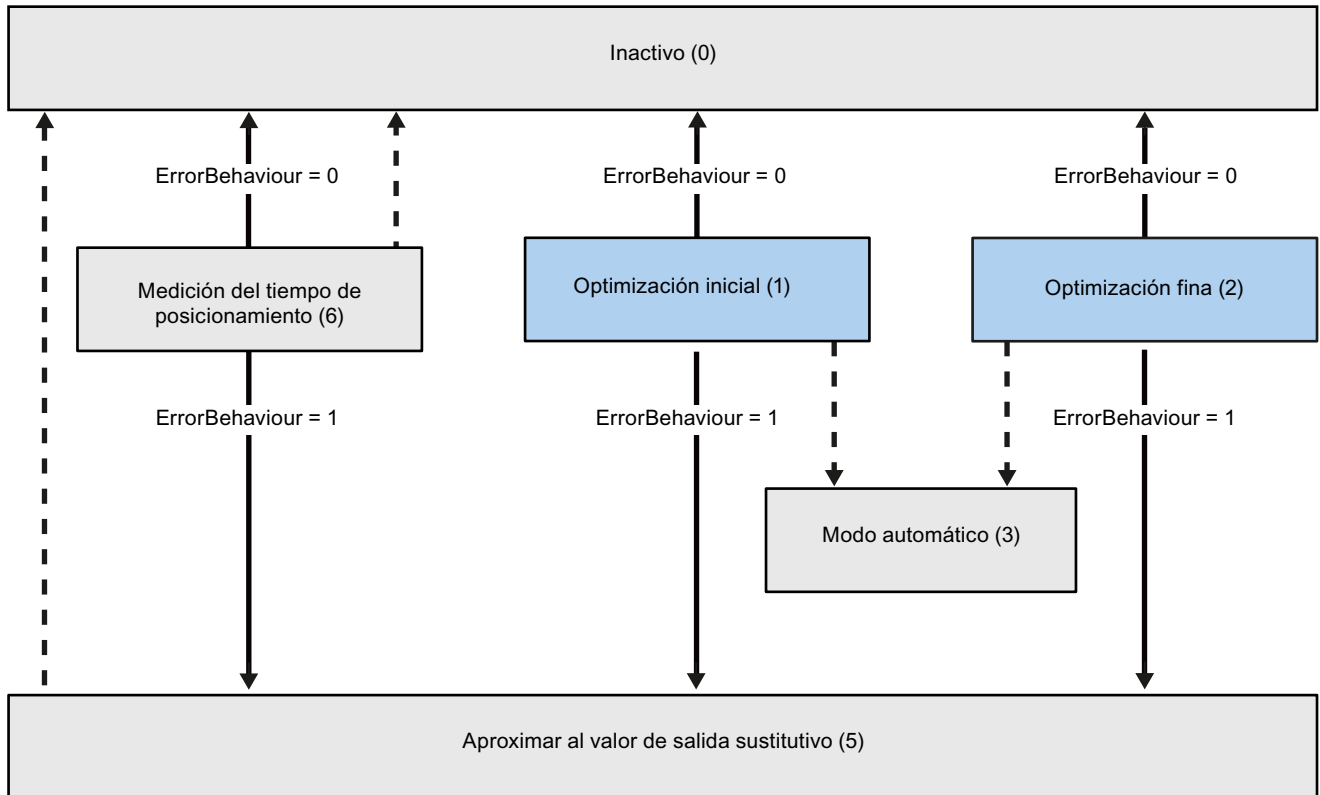 Inactivo (0)
ErrorBehaviour = 0
ErrorBehaviour = 0
ErrorBehaviour = 0
Medición del tiempo de
posicionamiento (6)
Optimización inicial (1)
Optimización fina (2)
ErrorBehaviour = 1
ErrorBehaviour = 1
ErrorBehaviour = 1
Modo automático (3)
Aproximar al valor de salida sustitutivo (5)